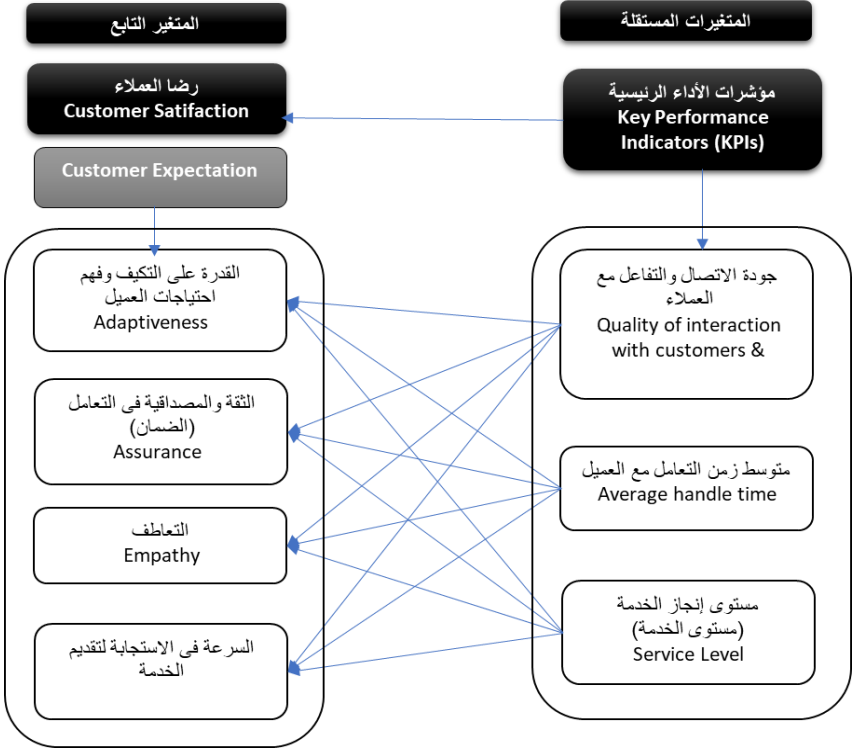 المتغيرات المستقلة
المتغير التابع
مؤشرات الأداء الرئيسية
Key Performance
Indicators (KPIs)
رضا العملاء
Customer Satifaction
Customer Expectation
جودة الاتصال والتفاعل مع
العملاء
Quality of interaction
with customers &
متوسط زمن التعامل مع العميل
Average handle time
مستوى إنجاز الخدمة
(مستوى الخدمة)
Service Level
القدرة على التكيف وفهم
احتياجات العميل
Adaptiveness
الثقة والمصداقية فى التعامل
(الضمان)
Assurance
التعاطف
Empathy
السرعة فى الاستجابة لتقديم
الخدمة